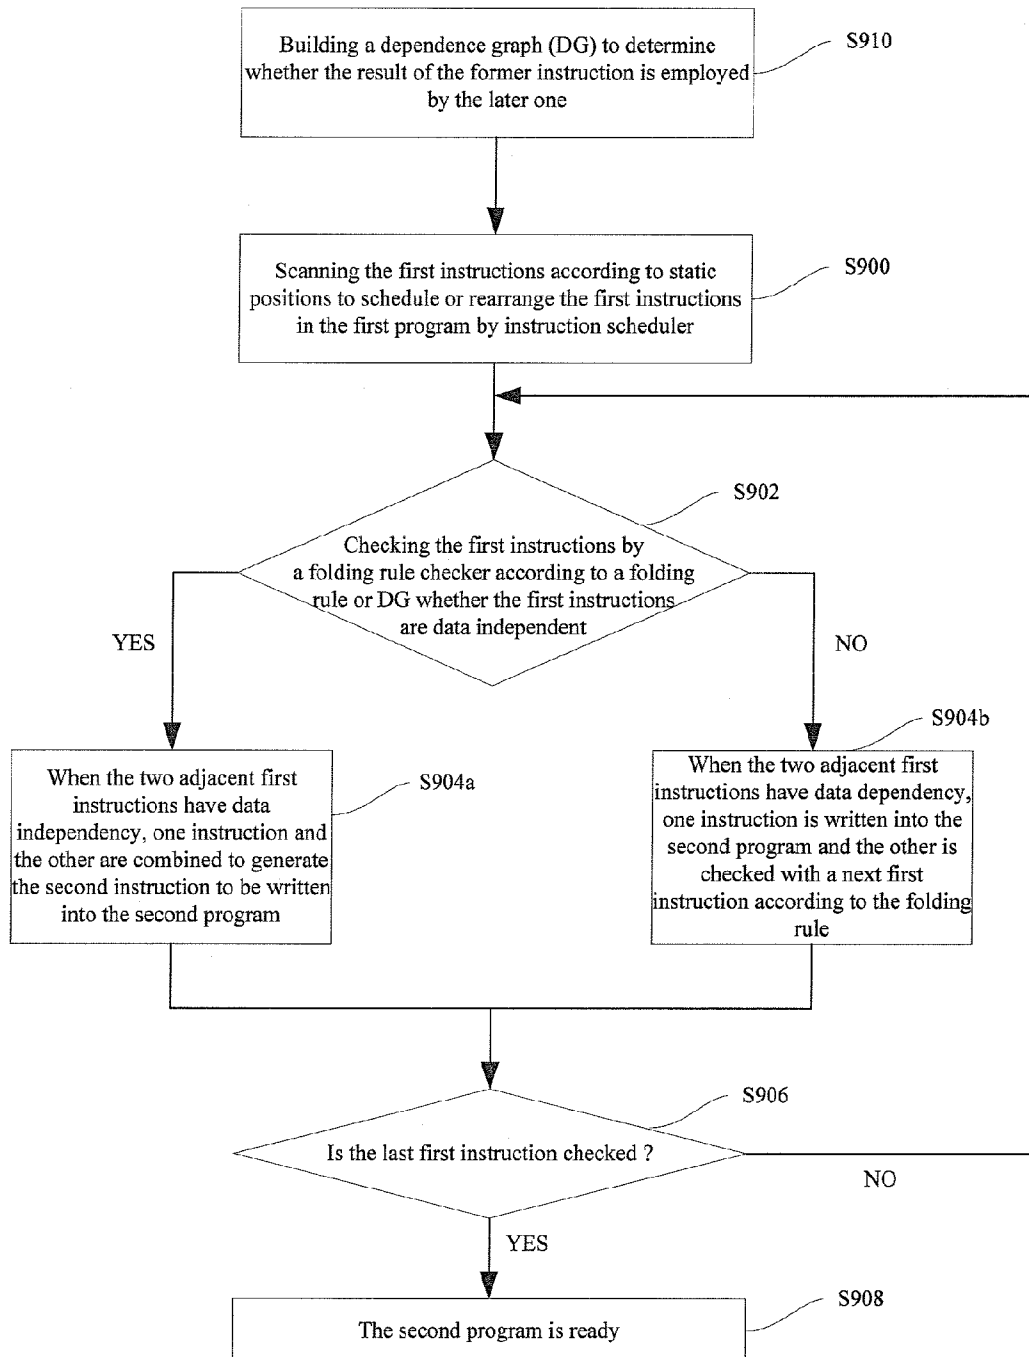 Building a dependence graph (DG) to determine
whether the result of the former instruction is employed
by the later one
S910
Scanning the first instructions according to static
positions to schedule or rearrange the first instructions
in the first program by instruction scheduler
S900
S902
Checking the first instructions by
a folding rule checker according to a folding
rule or DG whether the first instructions
are data independent
YES
NO
S904a
When the two adjacent first
instructions have data
independency, one instruction and
the other are combined to generate
the second instruction to be written
into the second program
S904b
When the two adjacent first
instructions have data dependency,
one instruction is written into the
second program and the other is
checked with a next first
instruction according to the folding
rule
S906
Is the last first instruction checked ?
NO
YES
S908
The second program is ready